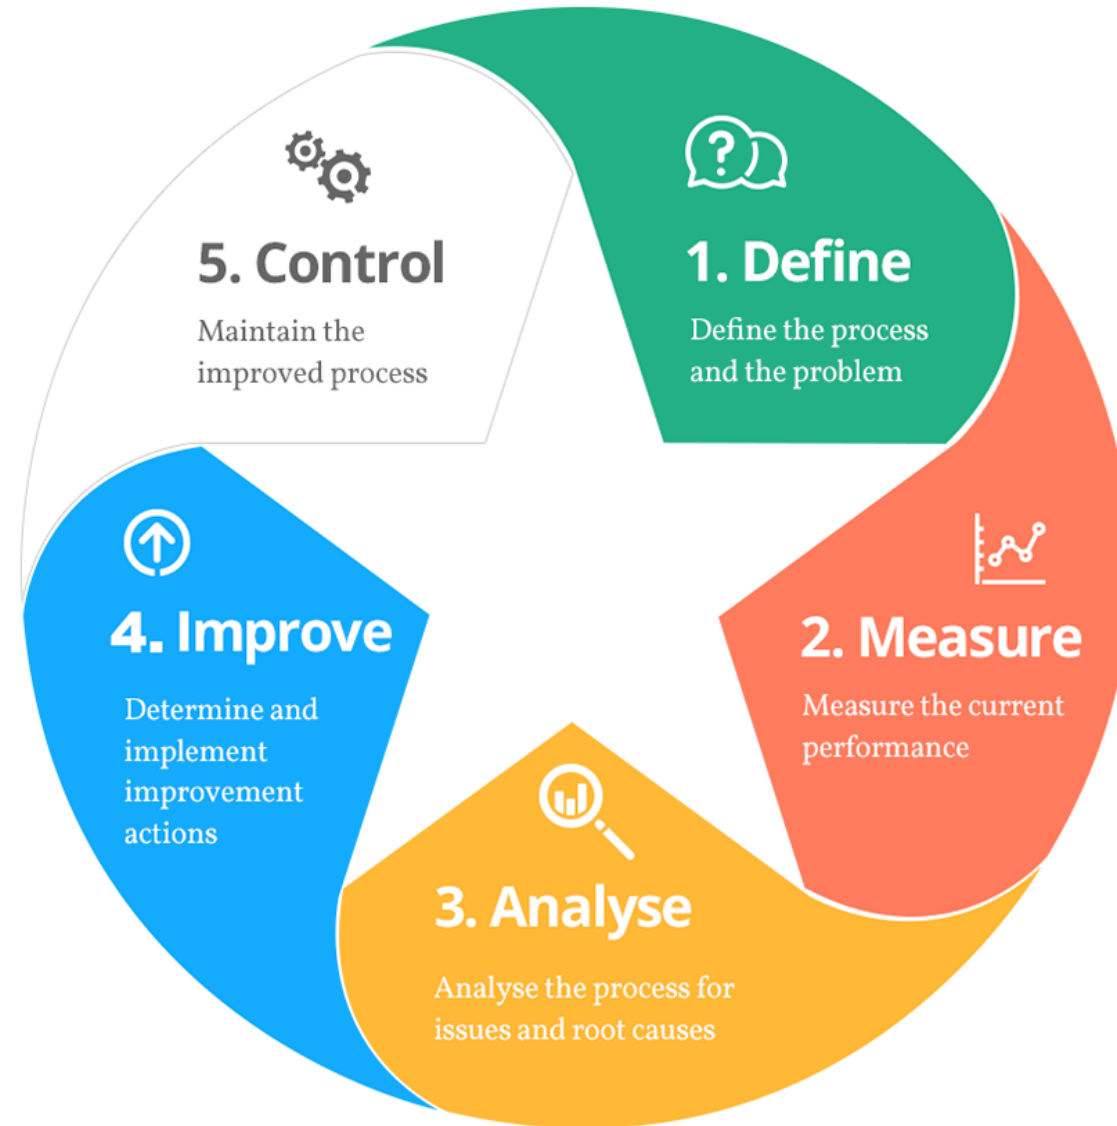 1. Define
Define the process
and the problem
2. Measure
Measure the current
performance
3. Analyse
Analyse the process for
issues and root causes
4. Improve
Determine and
implement
improvement
actions
5. Control
Maintain the
improved process